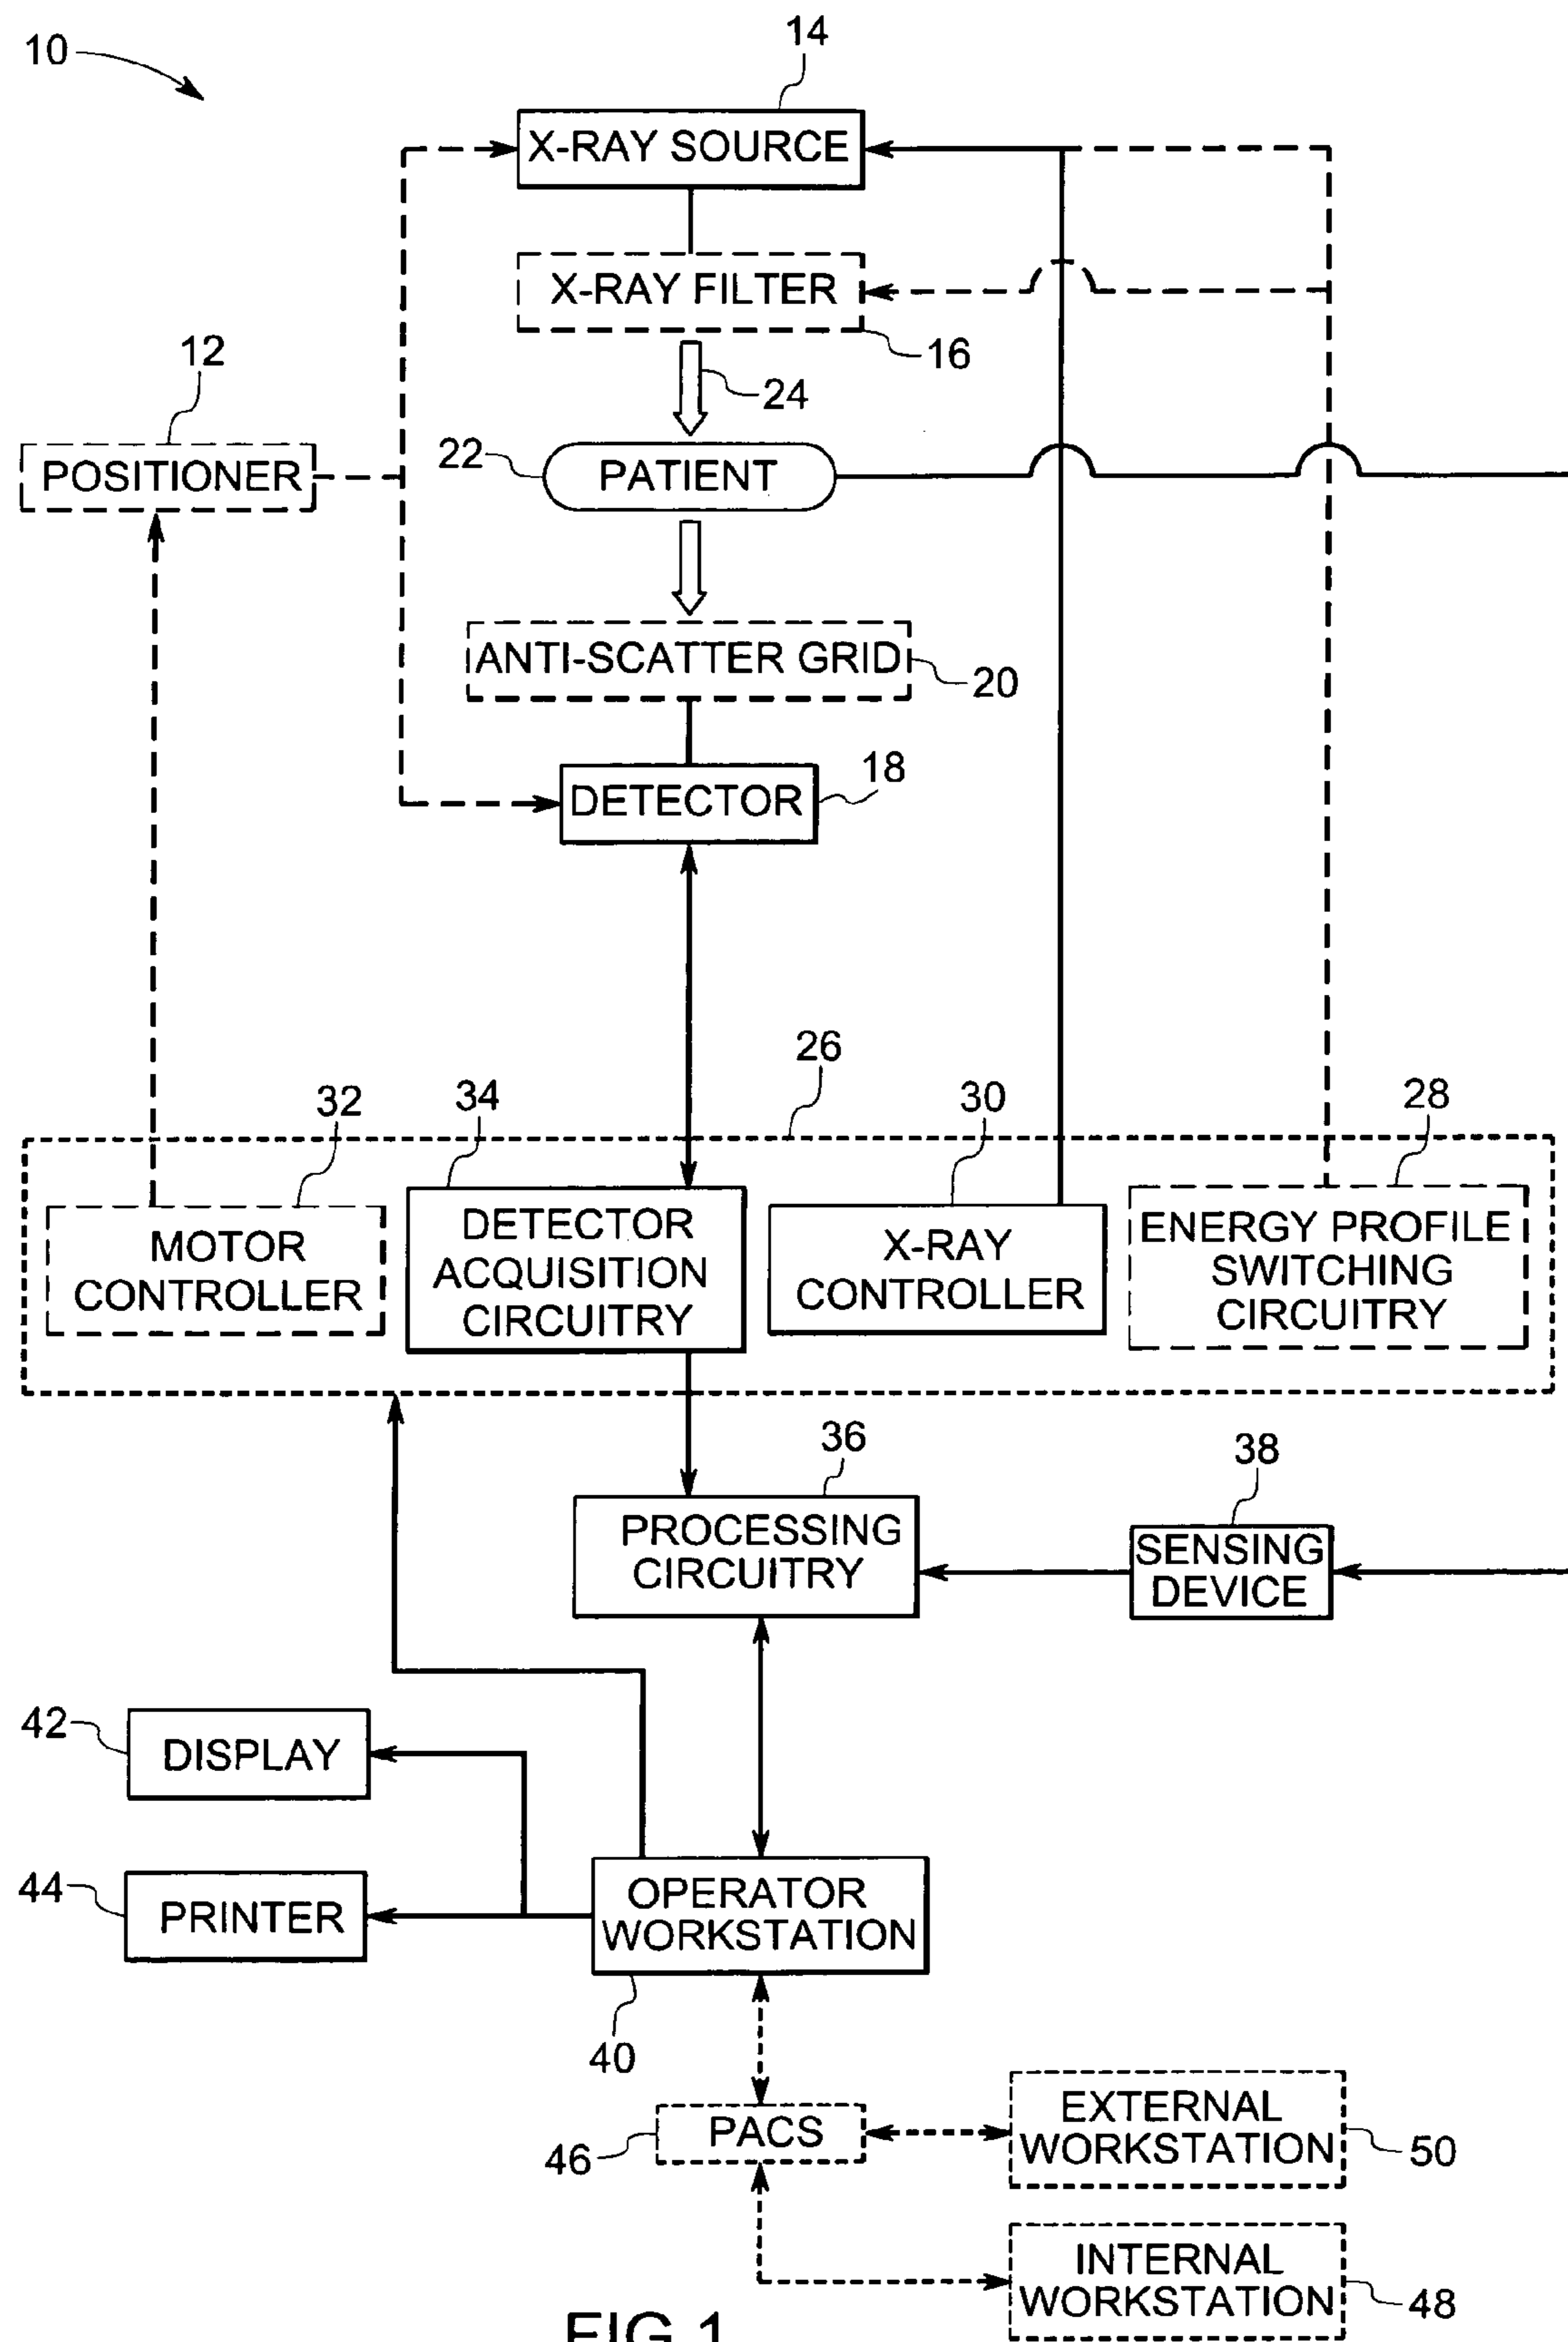 10
14
X-RAY SOURCE
X-RAY FILTER
16
24
12
POSITIONER
22
PATIENT
ANTI-SCATTER GRID
20
18
DETECTOR
26
32
34
30
28
MOTOR
CONTROLLER
DETECTOR
ACQUISITION
CIRCUITRY
X-RAY
CONTROLLER
ENERGY PROFILE
SWITCHING
CIRCUITRY
36
PROCESSING
CIRCUITRY
38
SENSING
DEVICE
42
DISPLAY
44
PRINTER
OPERATOR
WORKSTATION
40
46
PACS
EXTERNAL
WORKSTATION
50
INTERNAL
WORKSTATION
48
FIG.1